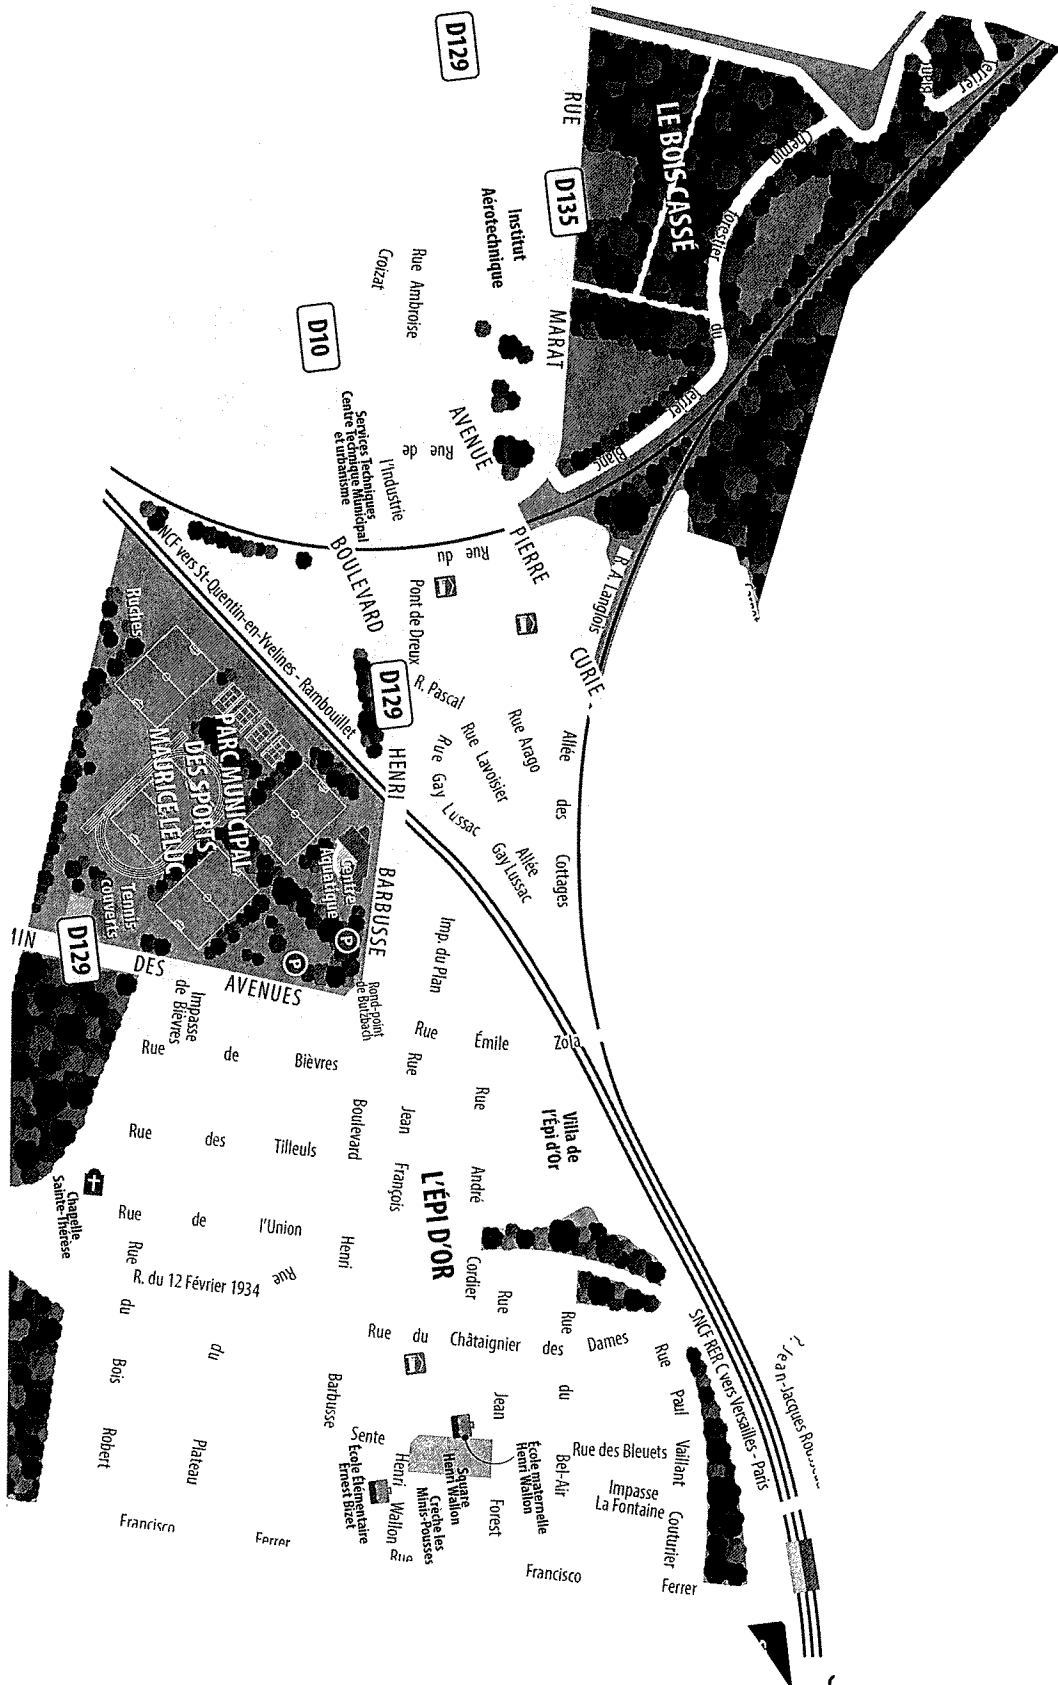 D129
RUE
D135
MARAT
LE BOIS CASSÉ
Chemin
forestier
du
Terrier
Blanc
Terrier
Blanc
Institut
Aérotechnique
Rue Ambroise
Croizat
D10
AVENUE
PIERRE
CURIE
Rue de
l'Industrie
Services Techniques
Centre Technique Municipal
et urbanisme
Rue du
Pont de Dreux
R. A. Langlois
BOULEVARD
HENRI
BARBUSSE
D129
SNCF vers St-Quentin-en-Yvelines - Rambouillet
Ruches
PARC MUNICIPAL
DES SPORTS
MAURICE LELUC
Centre
Aquatique
Tennis
couverts
P
P
D129
MIN
DES
AVENUES
R. Pascal
Rue Arago
Rue Lavoisier
Rue Gay Lussac
Allée
Gay Lussac
Allée des Cottages
Imp. du Plan
Rond-point
de Butzbach
Impasse
de Bièvres
Rue de Bièvres
Rue Émile Zola
Rue Jean François
Rue André Cordier
Villa de
l'Épi d'Or
L'ÉPI D'OR
Rue des Tilleuls
Boulevard Henri Barbusse
Chapelle
Sainte-Thérèse
Rue de l'Union
R. du 12 Février 1934
Rue du Bois Robert
Rue du Plateau
Rue du Châtaignier des Dames
Rue Jean Forest
Rue du Bel-Air
Rue Paul Vaillant Couturier
Rue des Bleuets
Impasse
La Fontaine
SNCF RER C vers Versailles - Paris
Jean-Jacques
Sente Henri Wallon
École maternelle
Henri Wallon
Square
Henri Wallon
Crèche les
Minis-Pousses
École Élémentaire
Ernest Bizet
Francisco Ferrer
Rue Francisco Ferrer